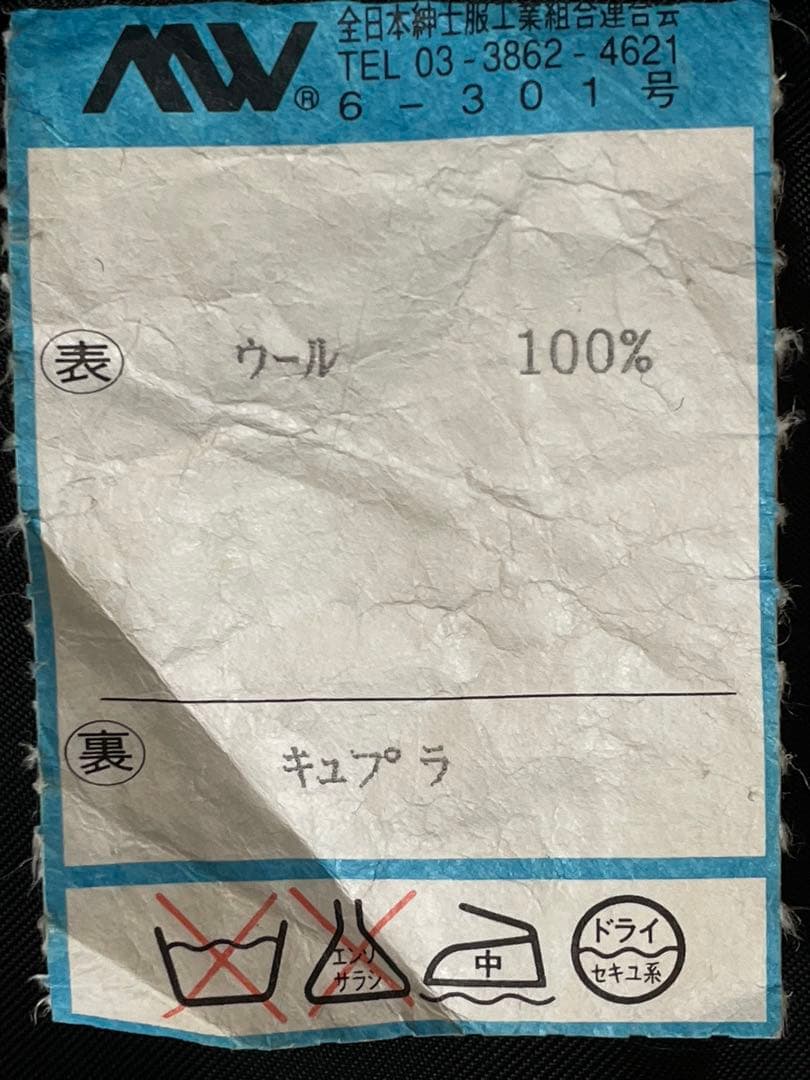 MW® 全日本紳士服工業組合連合会
TEL 03-3862-4621
6-301号
表 ウール 100%
裏 キュプラ
エンソ
サラシ
中
ドライ
セキユ系